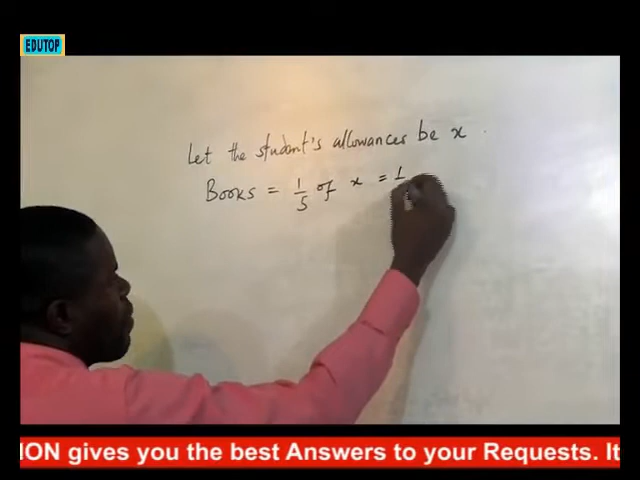 EDUTOP
Let the student's allowances be x.
Books = 1/5 of x = 1
ION gives you the best Answers to your Requests. It